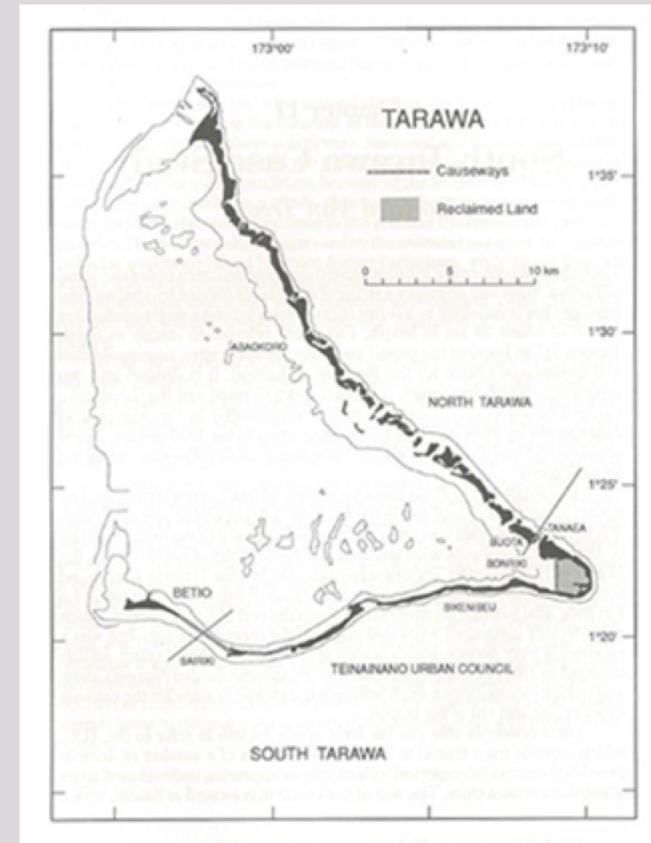 173°00'
173°10'
TARAWA
Causeways
1°35'
Reclaimed Land
0 5 10 km
1°30'
ABAOKORO
NORTH TARAWA
1°25'
TANAEA
BUOTA
BONRIKI
BETIO
BIKENIBEU
1°20'
BAIRIKI
TEINAINANO URBAN COUNCIL
SOUTH TARAWA